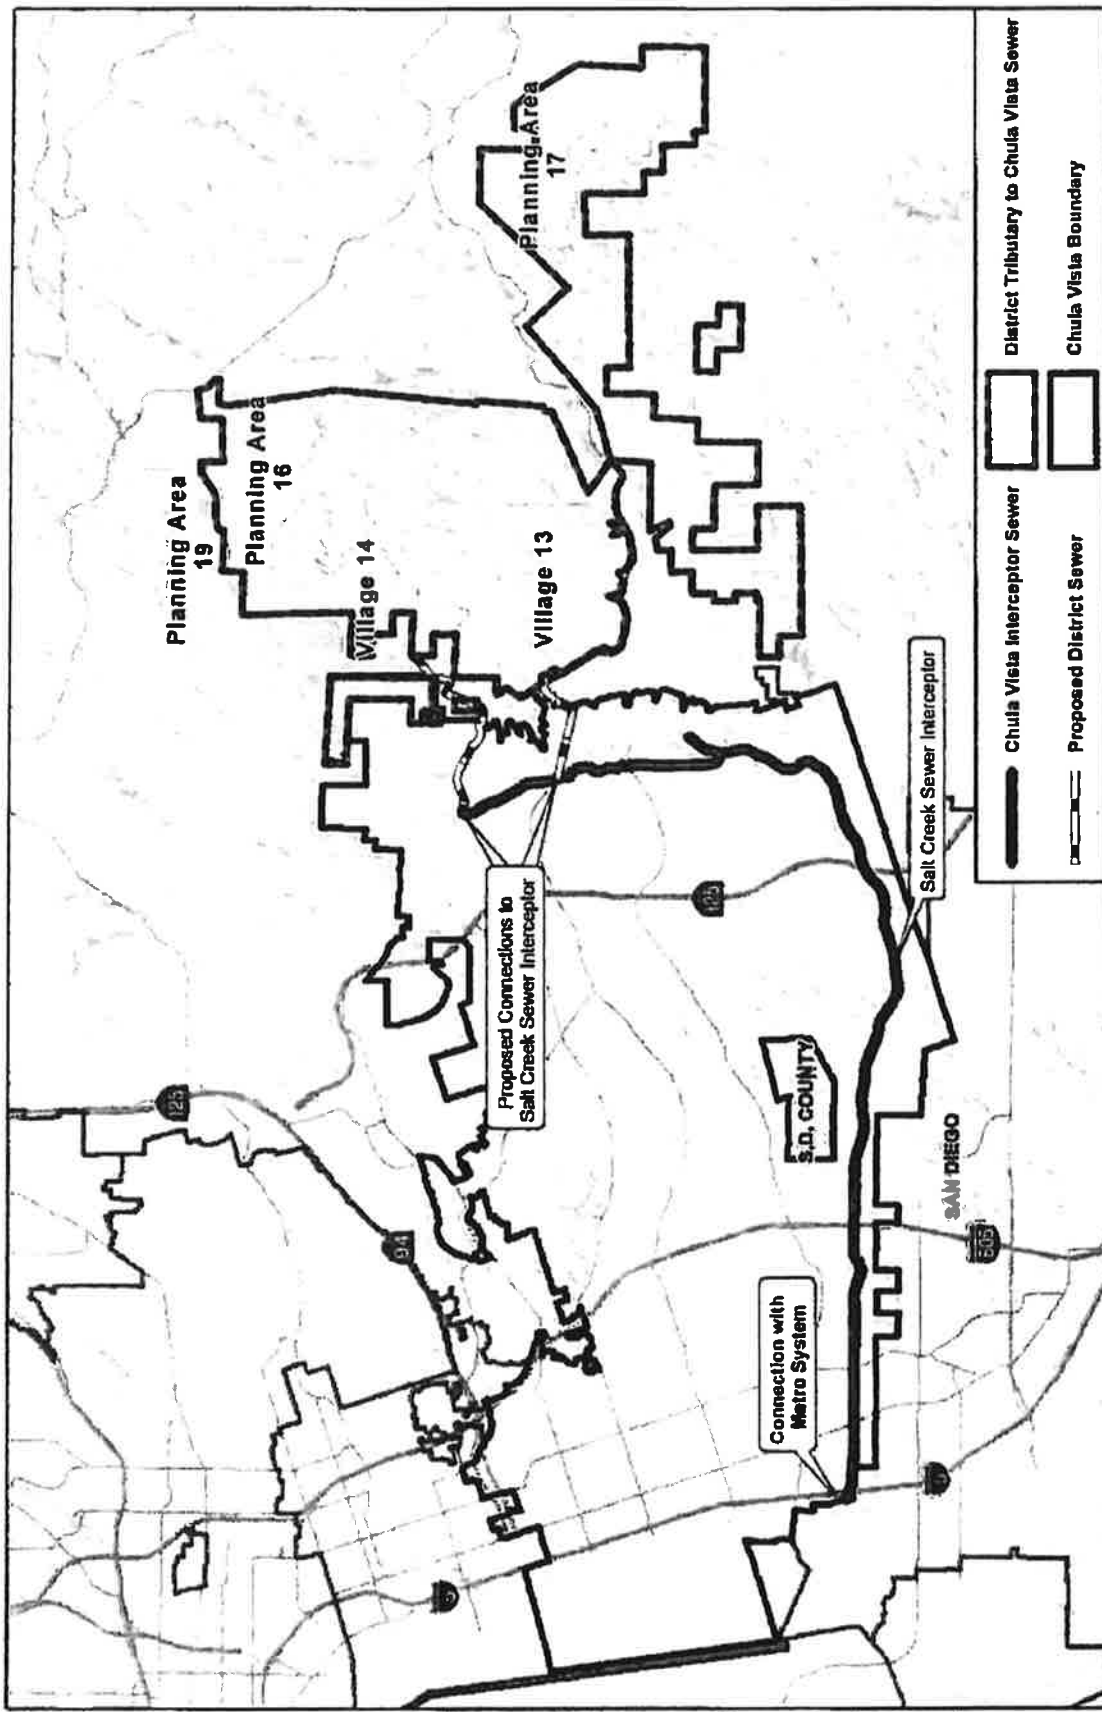 Planning Area
19
Planning Area
16
Village 14
Village 13
Planning Area
17
Proposed Connections to
Salt Creek Sewer Interceptor
Salt Creek Sewer Interceptor
Connection with
Metro System
S.D. COUNTY
SAN DIEGO
125
94
125
805
5
Chula Vista Interceptor Sewer
Proposed District Sewer
District Tributary to Chula Vista Sewer
Chula Vista Boundary